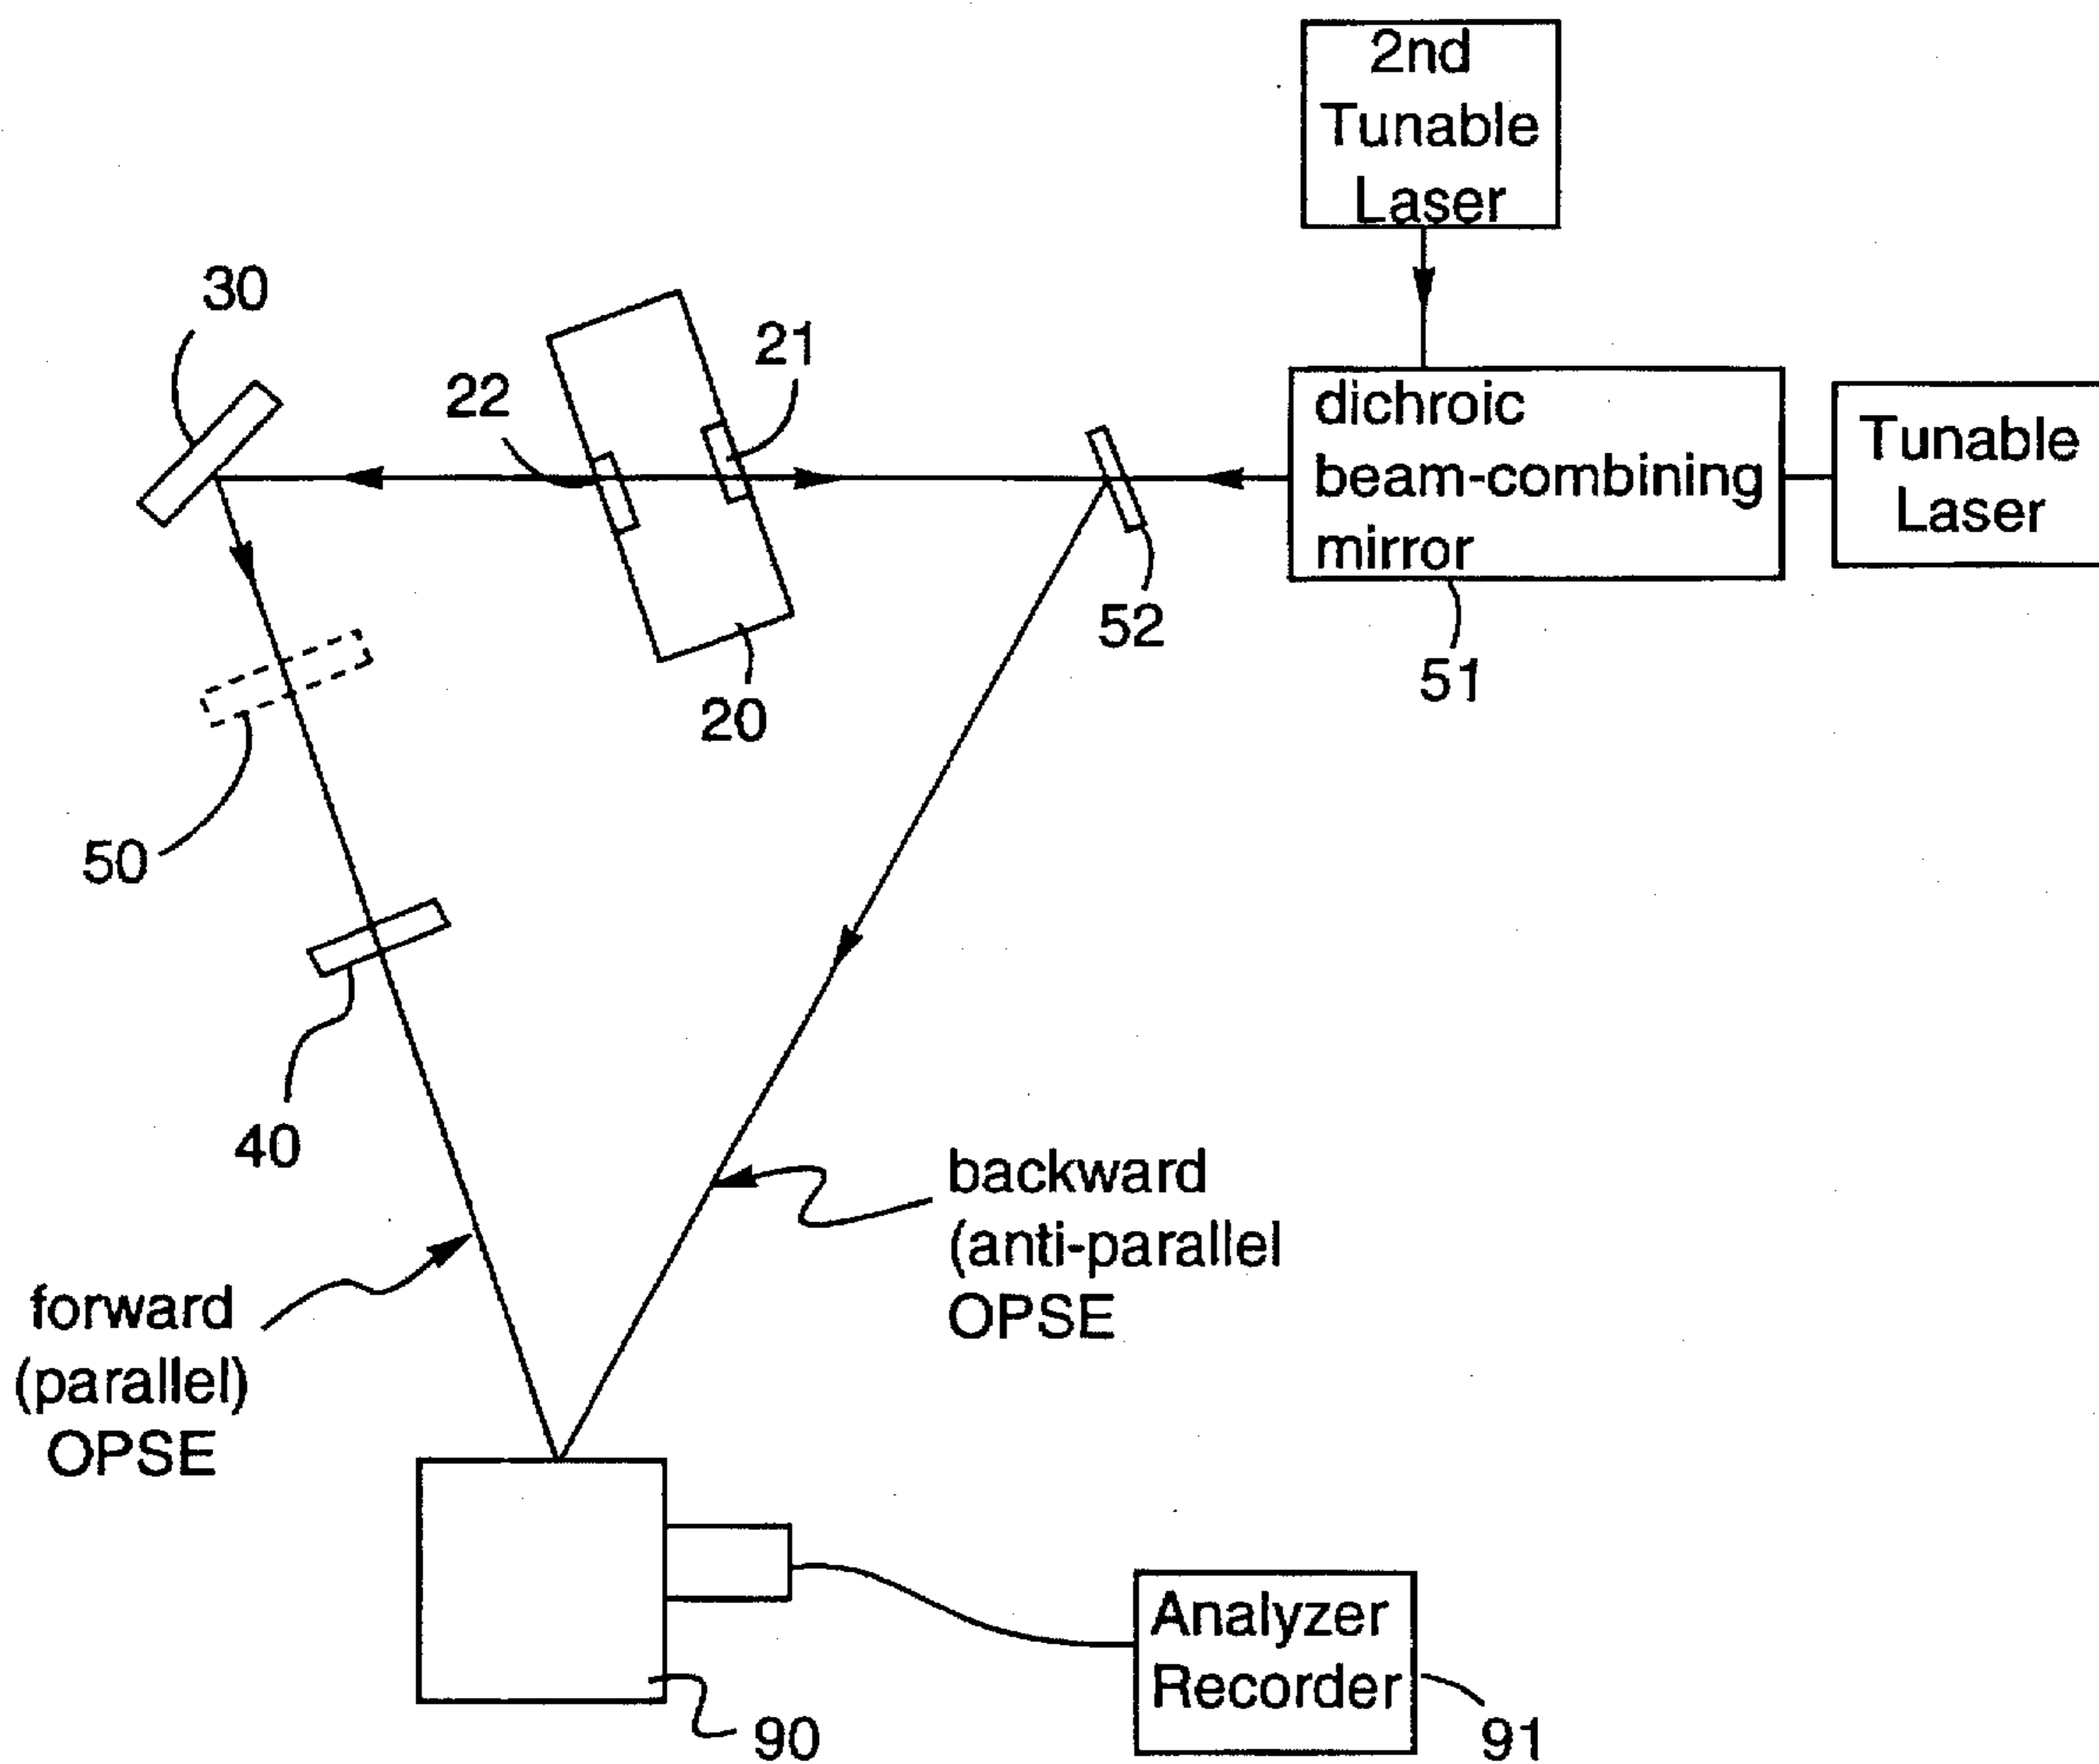 2nd
Tunable
Laser
30
21
22
dichroic
beam-combining
mirror
Tunable
Laser
52
51
20
50
40
backward
(anti-parallel
OPSE
forward
(parallel)
OPSE
Analyzer
Recorder
90
91